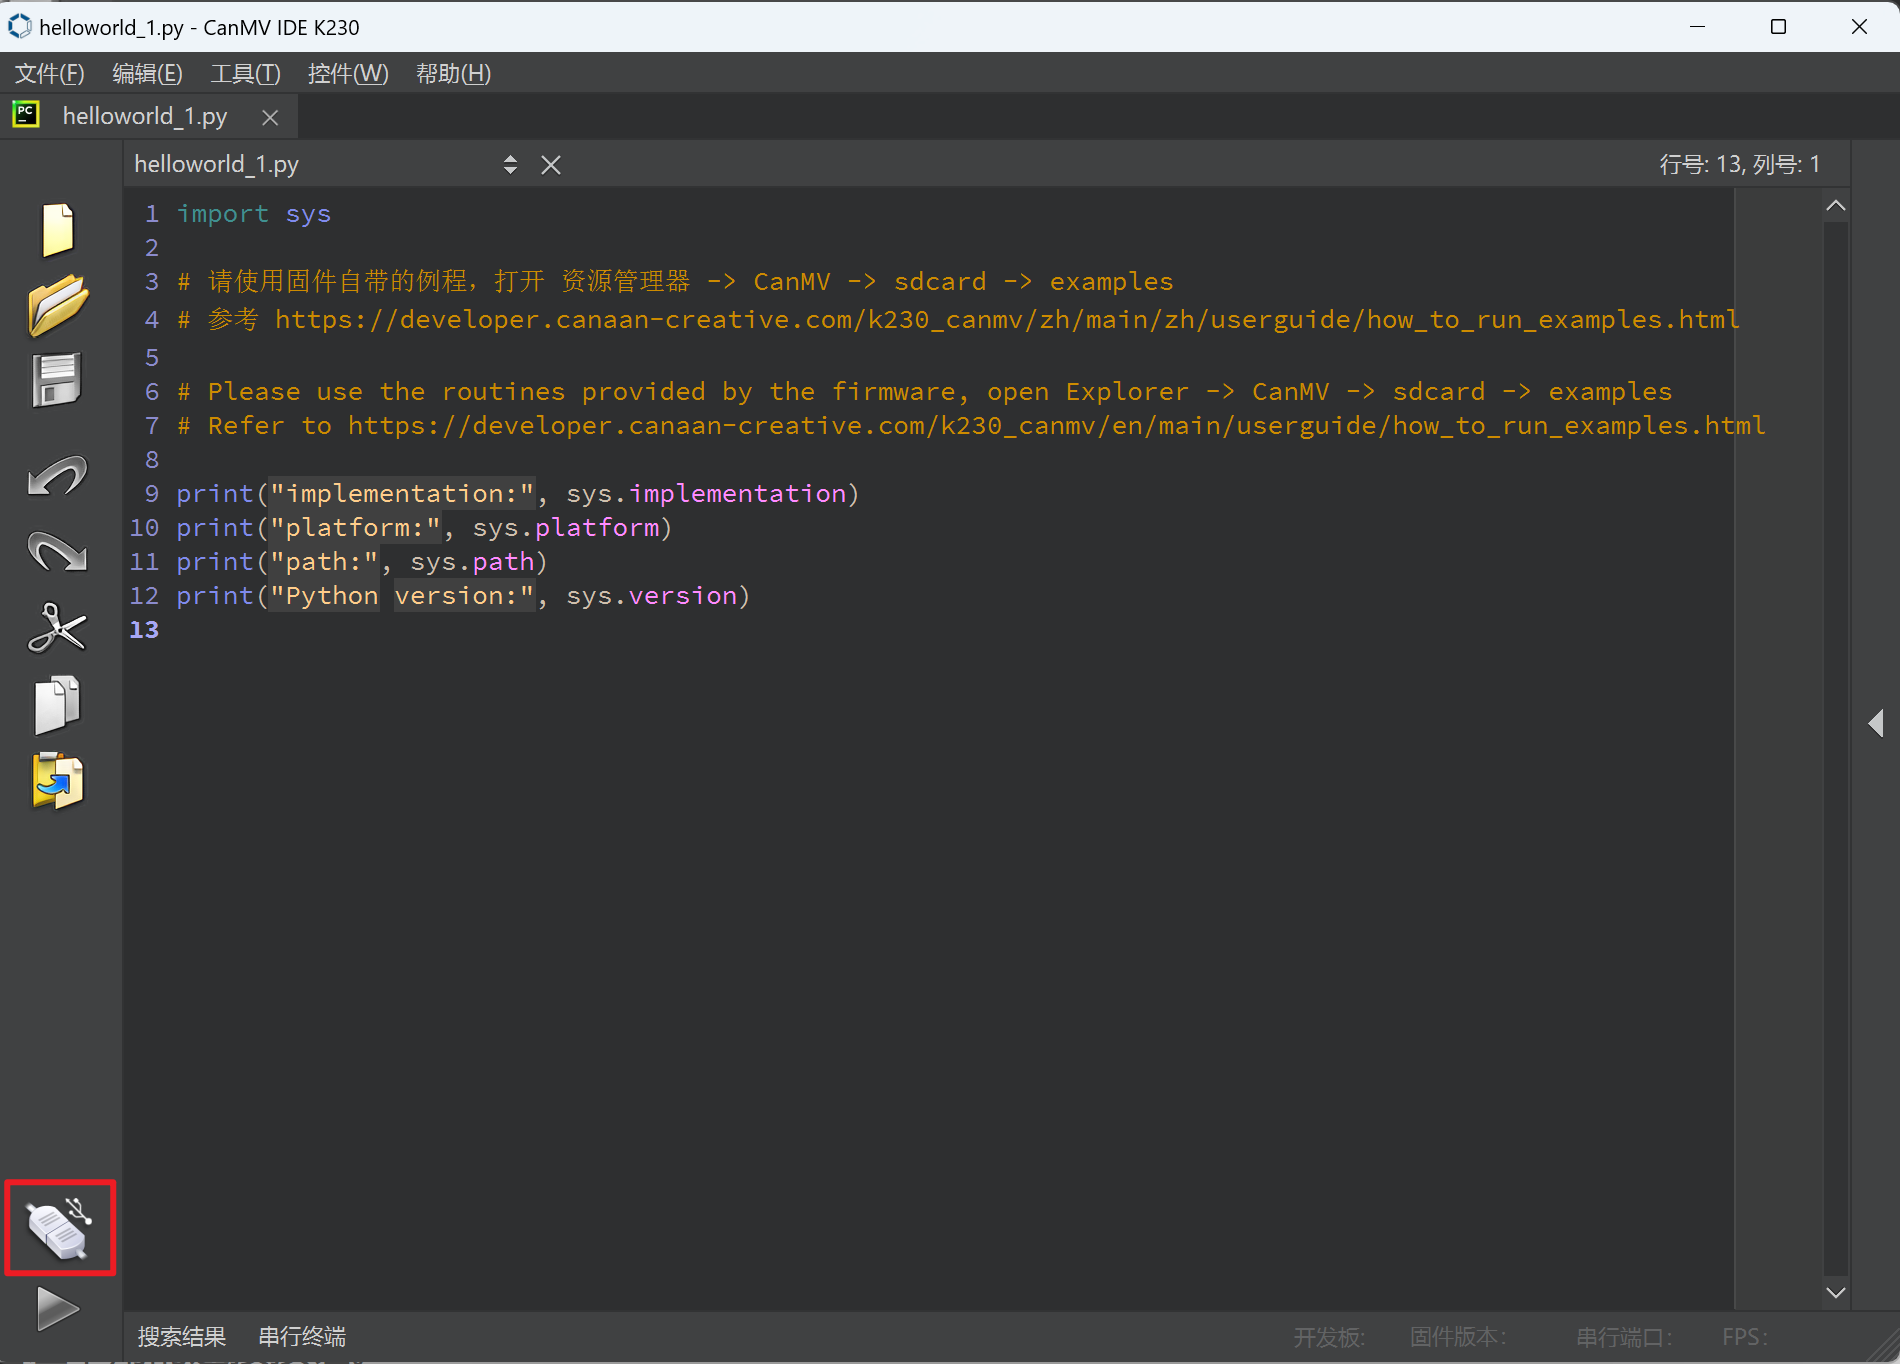 helloworld_1.py - CanMV IDE K230
文件(F) 编辑(E) 工具(T) 控件(W) 帮助(H)
PC helloworld_1.py
helloworld_1.py 行号: 13, 列号: 1
1 import sys
2
3 # 请使用固件自带的例程，打开 资源管理器 -> CanMV -> sdcard -> examples
4 # 参考 https://developer.canaan-creative.com/k230_canmv/zh/main/zh/userguide/how_to_run_examples.html
5
6 # Please use the routines provided by the firmware, open Explorer -> CanMV -> sdcard -> examples
7 # Refer to https://developer.canaan-creative.com/k230_canmv/en/main/userguide/how_to_run_examples.html
8
9 print("implementation:", sys.implementation)
10 print("platform:", sys.platform)
11 print("path:", sys.path)
12 print("Python version:", sys.version)
13
搜索结果 串行终端 开发板: 固件版本: 串行端口: FPS: